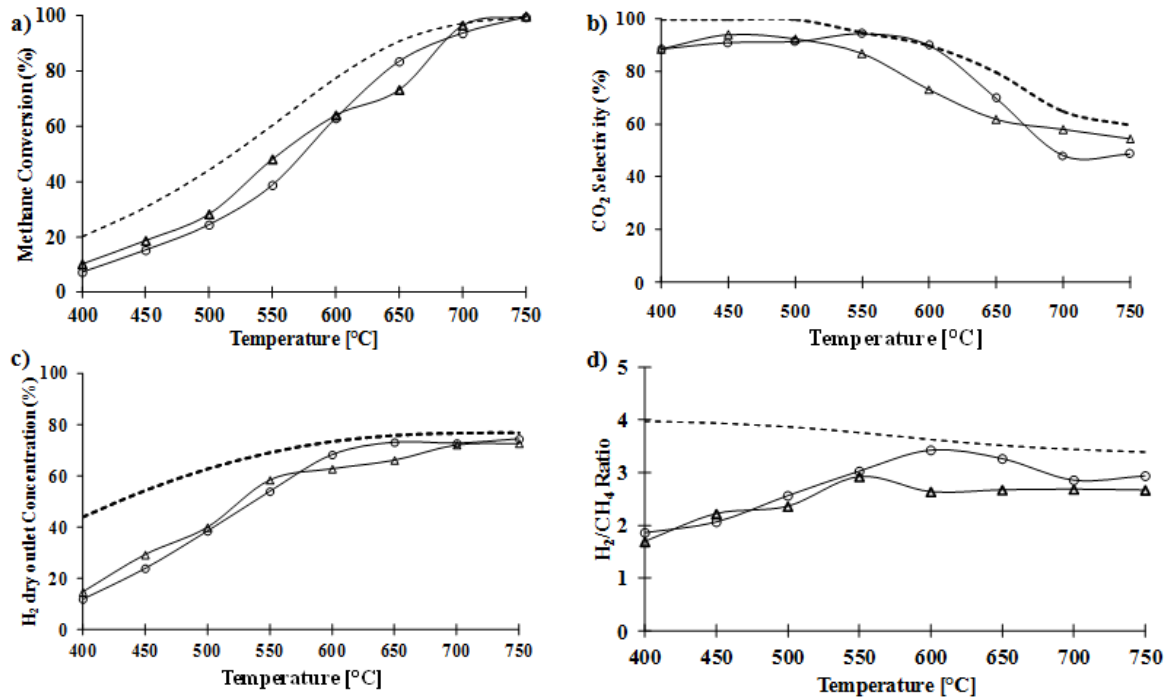 a)
Methane Conversion (%)
100
80
60
40
20
0
400 450 500 550 600 650 700 750
Temperature [°C]
b)
CO₂ Selectivity (%)
100
80
60
40
20
0
400 450 500 550 600 650 700 750
Temperature [°C]
c)
H₂ dry outlet Concentration (%)
100
80
60
40
20
0
400 450 500 550 600 650 700 750
Temperature [°C]
d)
H₂/CH₄ Ratio
5
4
3
2
1
0
400 450 500 550 600 650 700 750
Temperature [°C]